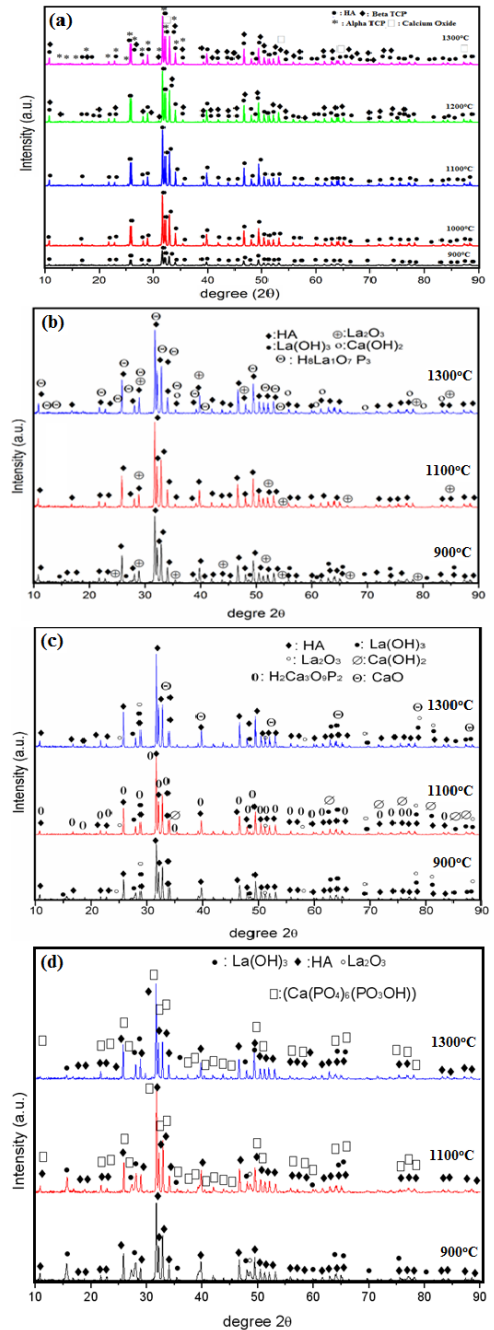 (a)
●: HA ◆: Beta TCP
*: Alpha TCP □: Calcium Oxide
1300°C
1200°C
1100°C
1000°C
900°C
Intensity (a.u.)
10 20 30 40 50 60 70 80 90
degree (2θ)
(b)
◆:HA ⊕:La₂O₃
●:La(OH)₃ ○:Ca(OH)₂
⊖: H₈La₁O₇ P₃
1300°C
1100°C
900°C
Intensity (a.u.)
10 20 30 40 50 60 70 80 90
degre 2θ
(c)
◆: HA ●: La(OH)₃
○: La₂O₃ ∅: Ca(OH)₂
0: H₂Ca₃O₉P₂ ⊖: CaO
1300°C
1100°C
900°C
Intensity (a.u.)
10 20 30 40 50 60 70 80 90
degree 2θ
(d)
●: La(OH)₃ ◆: HA ○La₂O₃
□:(Ca(PO₄)₆(PO₃OH))
1300°C
1100°C
900°C
Intensity (a.u.)
10 20 30 40 50 60 70 80 90
degree 2θ